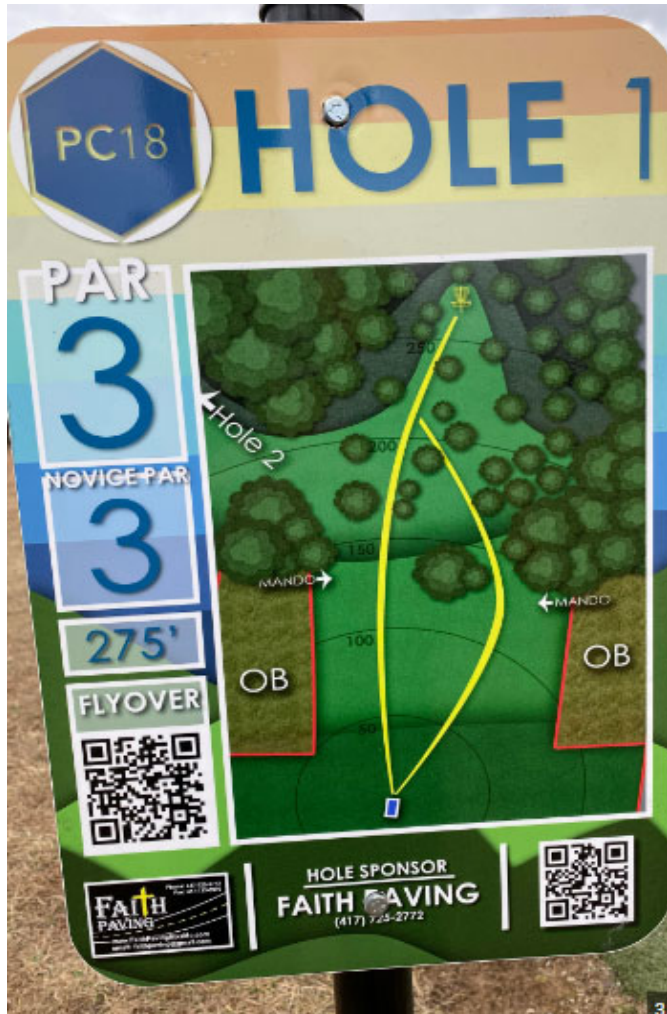 PC18
HOLE 1
PAR
3
NOVICE PAR
3
275'
FLYOVER
250
Hole 2
200
150
MANDO
MANDO
100
OB
OB
50
FAITH
PAVING
HOLE SPONSOR
FAITH PAVING
(417) 725-2772
3